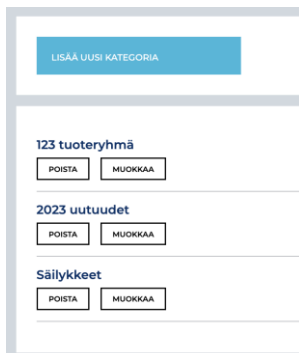 LISÄÄ UUSI KATEGORIA
123 tuoteryhmä
POISTA MUOKKAA
2023 uutuudet
POISTA MUOKKAA
Säilykkeet
POISTA MUOKKAA